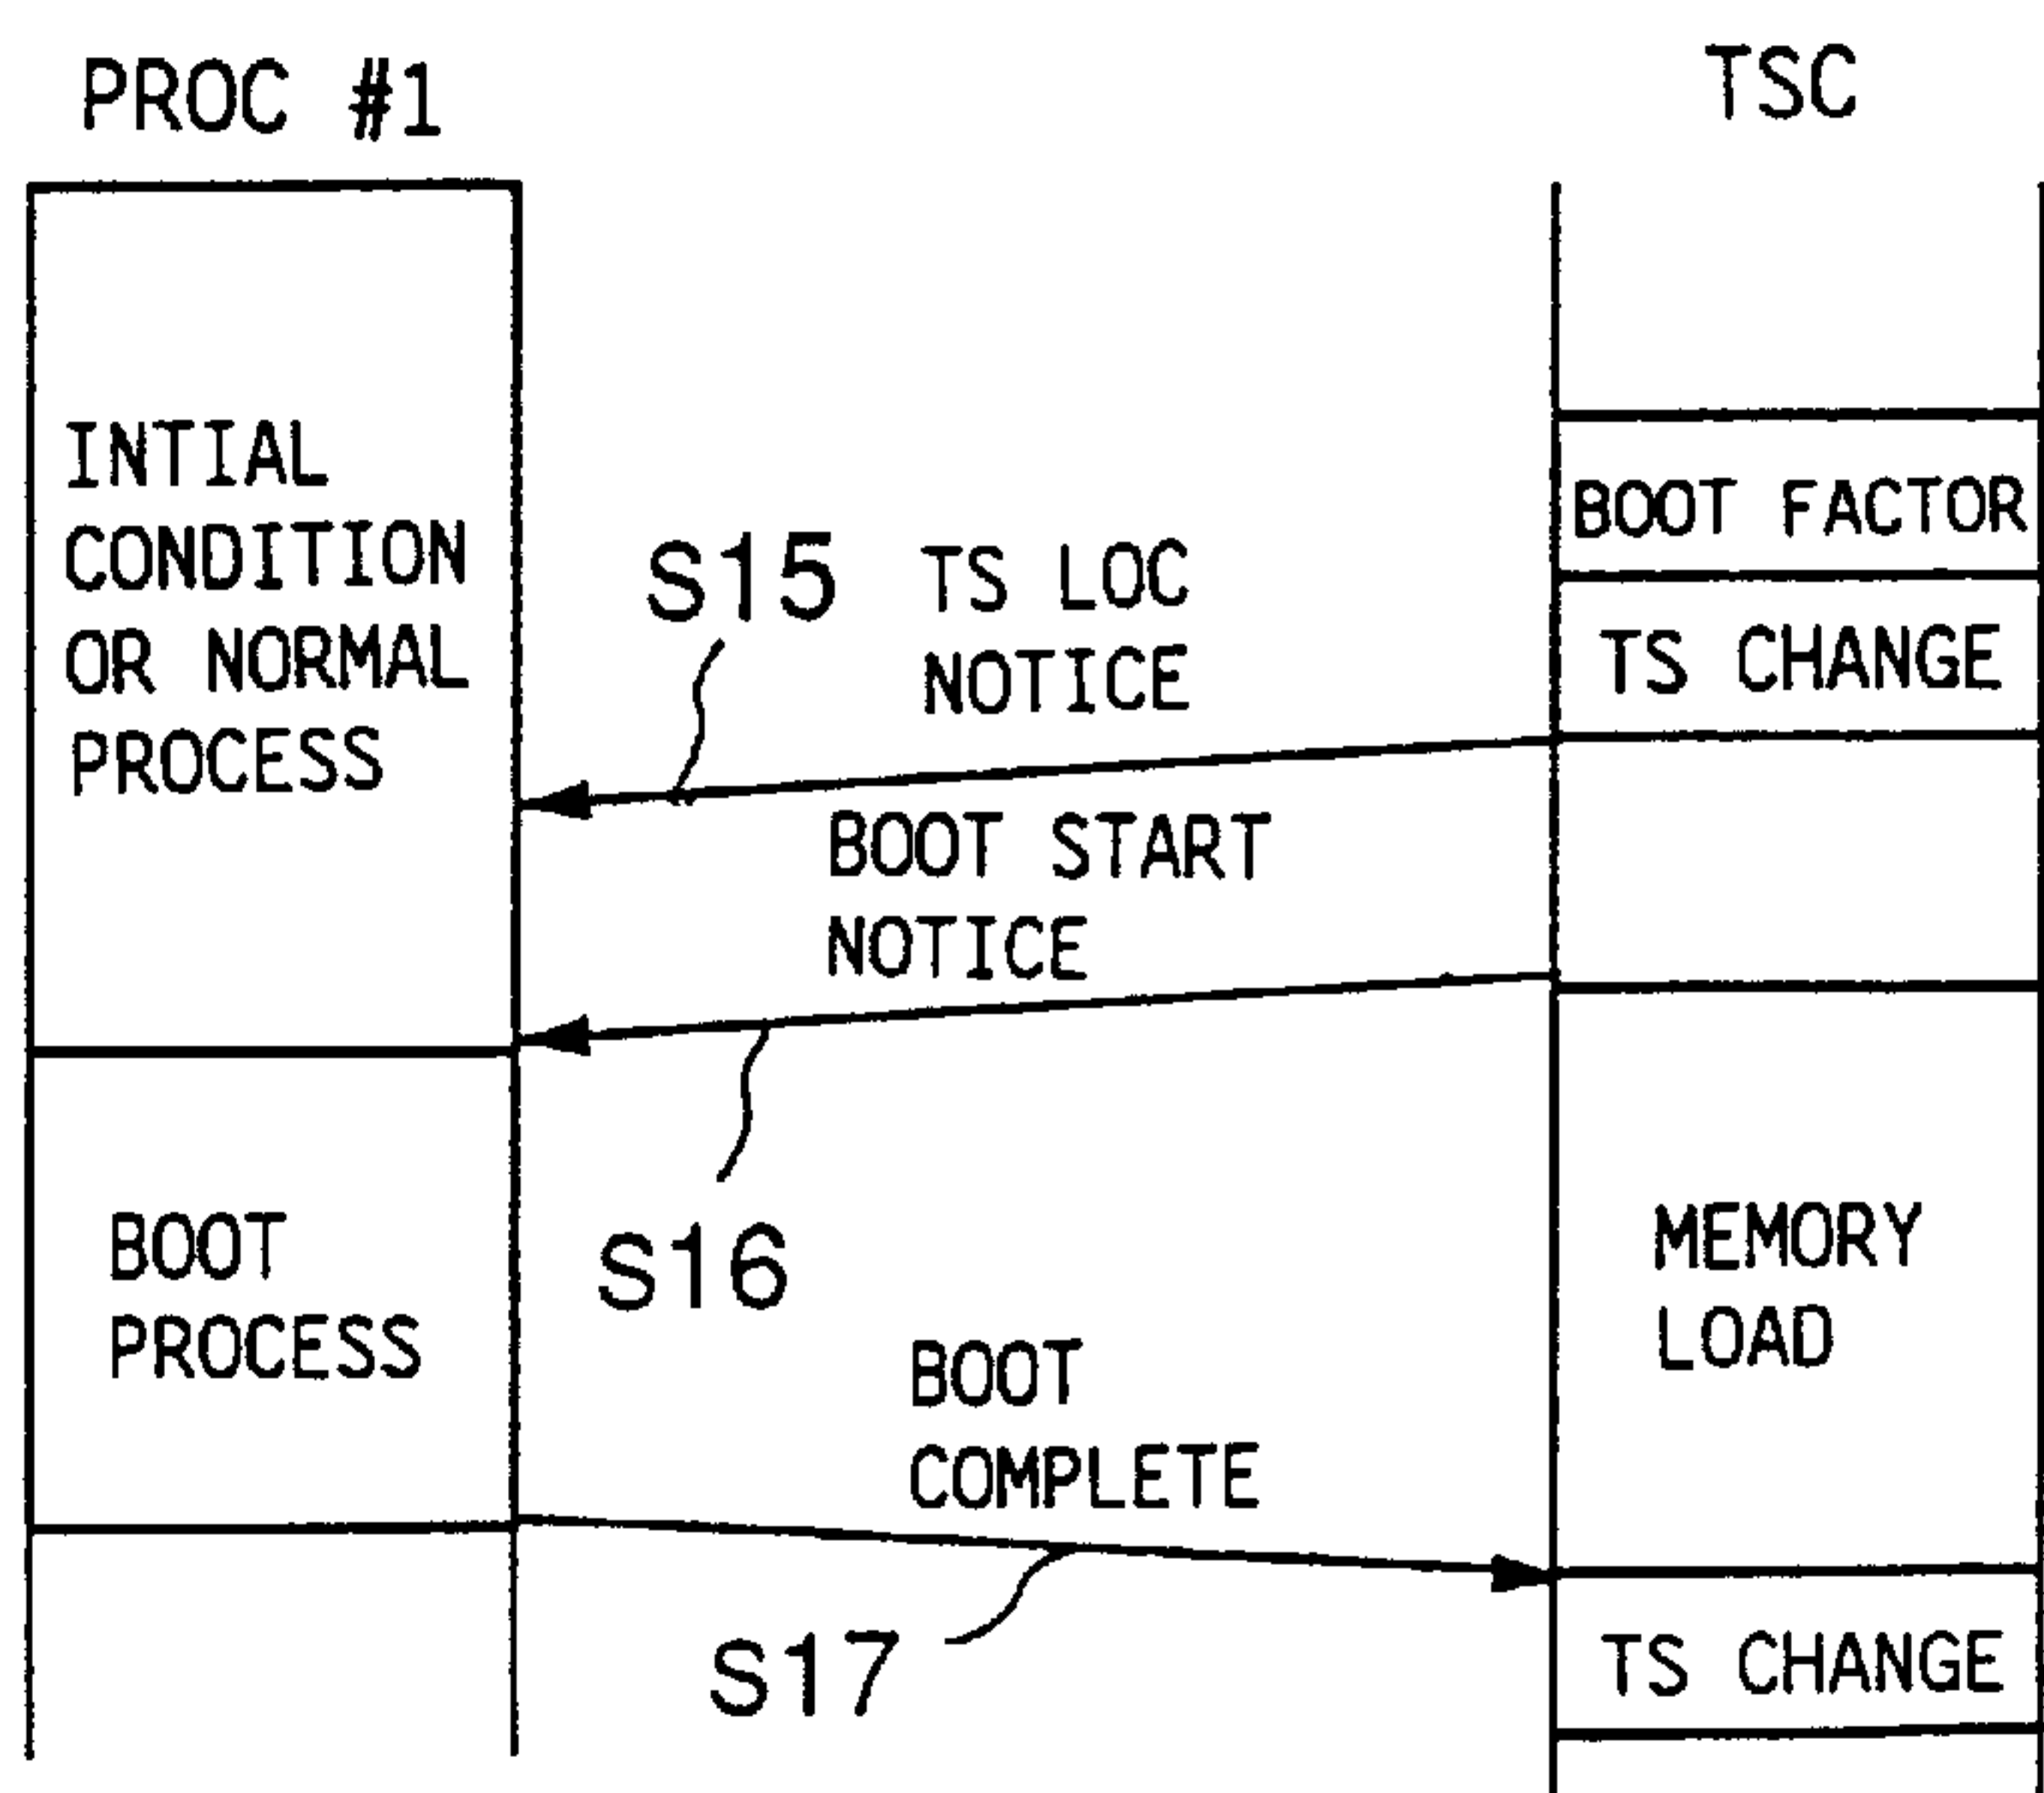 PROC #1
TSC
INTIAL
CONDITION
OR NORMAL
PROCESS
BOOT FACTOR
TS CHANGE
S15
TS LOC
NOTICE
BOOT START
NOTICE
S16
BOOT
PROCESS
MEMORY
LOAD
BOOT
COMPLETE
S17
TS CHANGE